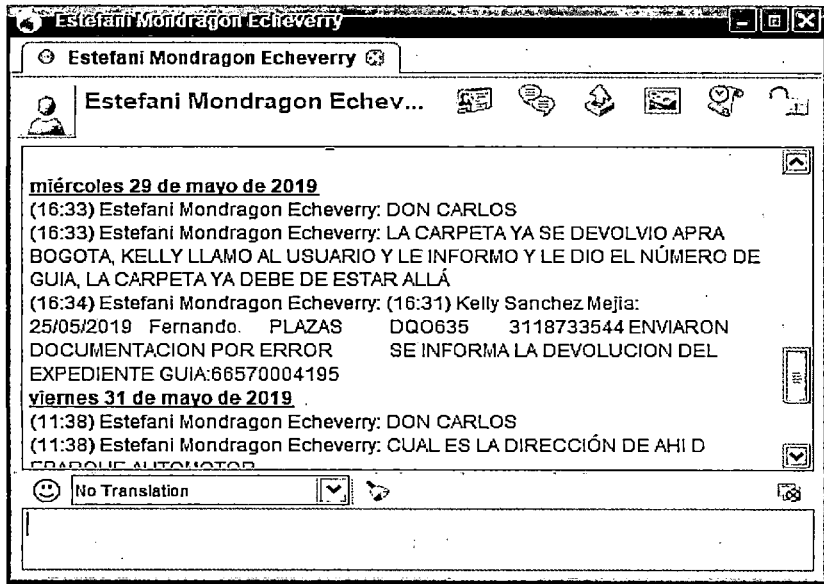 Estefani Mondragon Echeverry
Estefani Mondragon Echeverry
Estefani Mondragon Echev...
miércoles 29 de mayo de 2019
(16:33) Estefani Mondragon Echeverry: DON CARLOS
(16:33) Estefani Mondragon Echeverry: LA CARPETA YA SE DEVOLVIO APRA
BOGOTA, KELLY LLAMO AL USUARIO Y LE INFORMO Y LE DIO EL NÚMERO DE
GUIA, LA CARPETA YA DEBE DE ESTAR ALLÁ
(16:34) Estefani Mondragon Echeverry: (16:31) Kelly Sanchez Mejia:
25/05/2019 Fernando. PLAZAS DQO635 3118733544 ENVIARON
DOCUMENTACION POR ERROR SE INFORMA LA DEVOLUCION DEL
EXPEDIENTE GUIA:66570004195
viernes 31 de mayo de 2019
(11:38) Estefani Mondragon Echeverry: DON CARLOS
(11:38) Estefani Mondragon Echeverry: CUAL ES LA DIRECCIÓN DE AHI D
EPARQUE AUTOMOTOR
No Translation